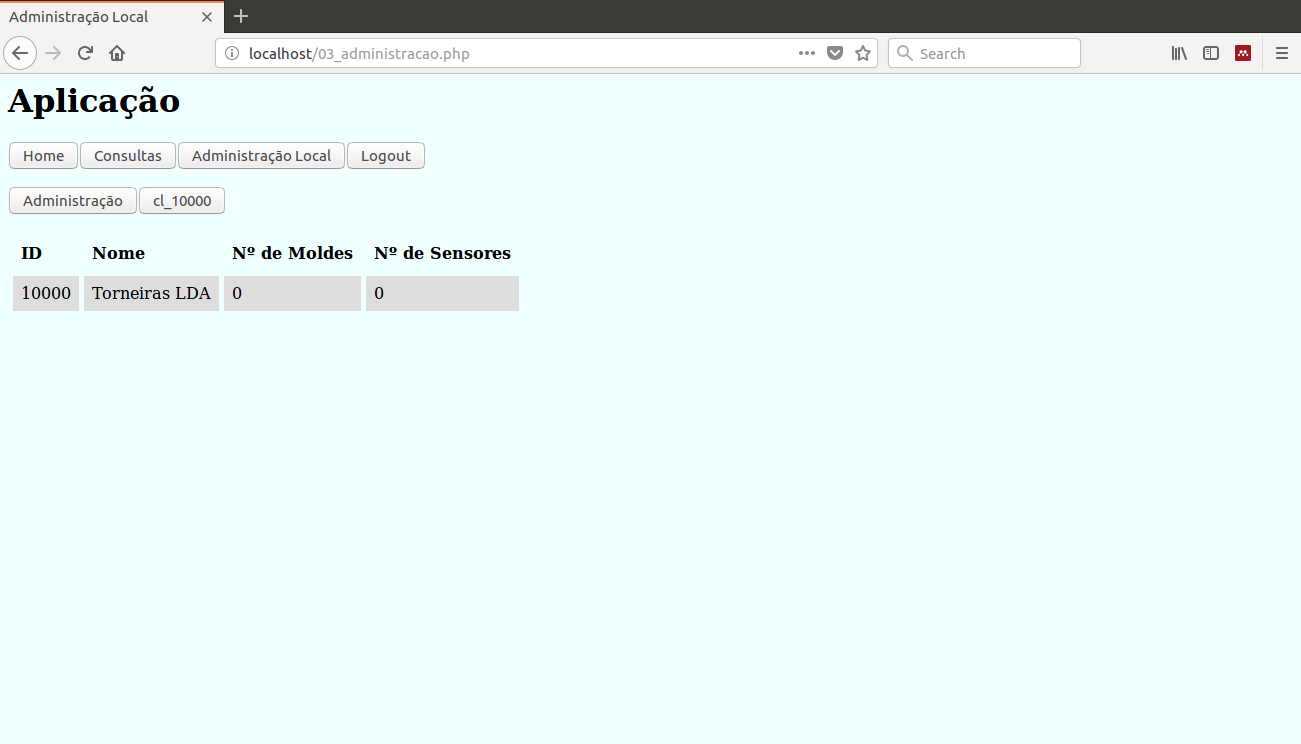 Administração Local
localhost/03_administracao.php
Search
Aplicação
Home Consultas Administração Local Logout
Administração cl_10000
ID Nome Nº de Moldes Nº de Sensores
10000 Torneiras LDA 0 0